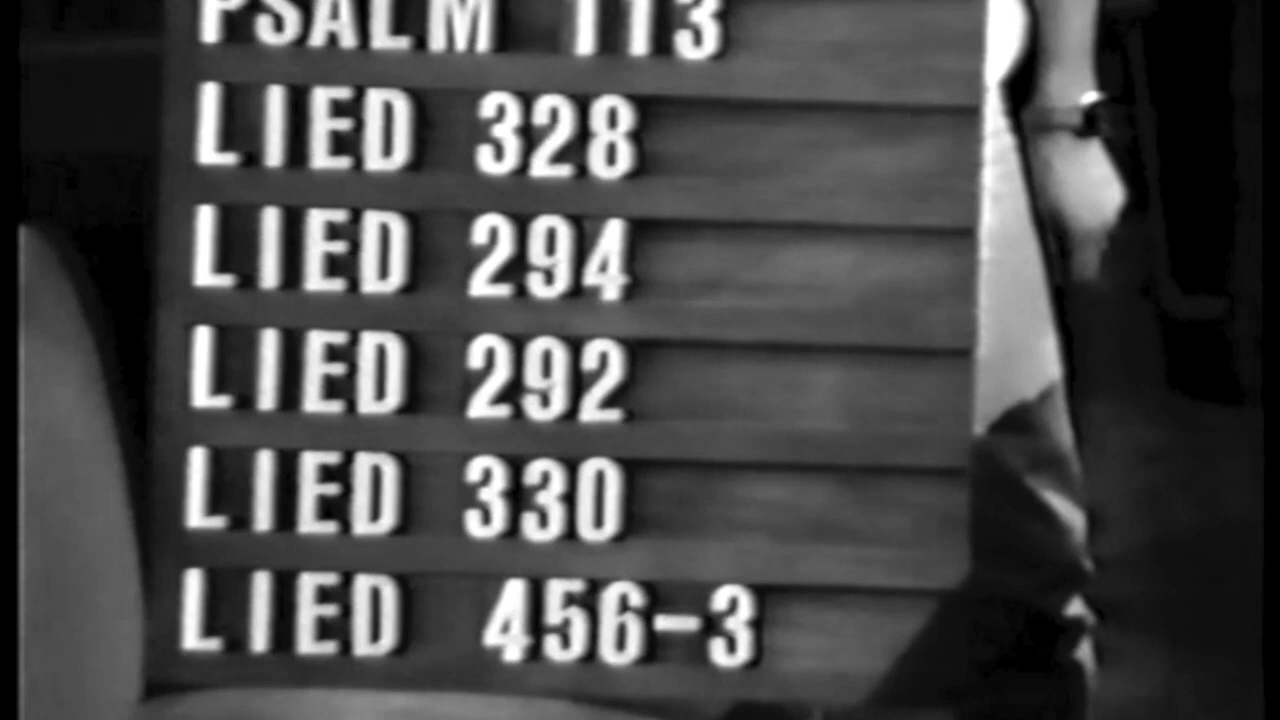 PSALM 113
LIED 328
LIED 294
LIED 292
LIED 330
LIED 456-3